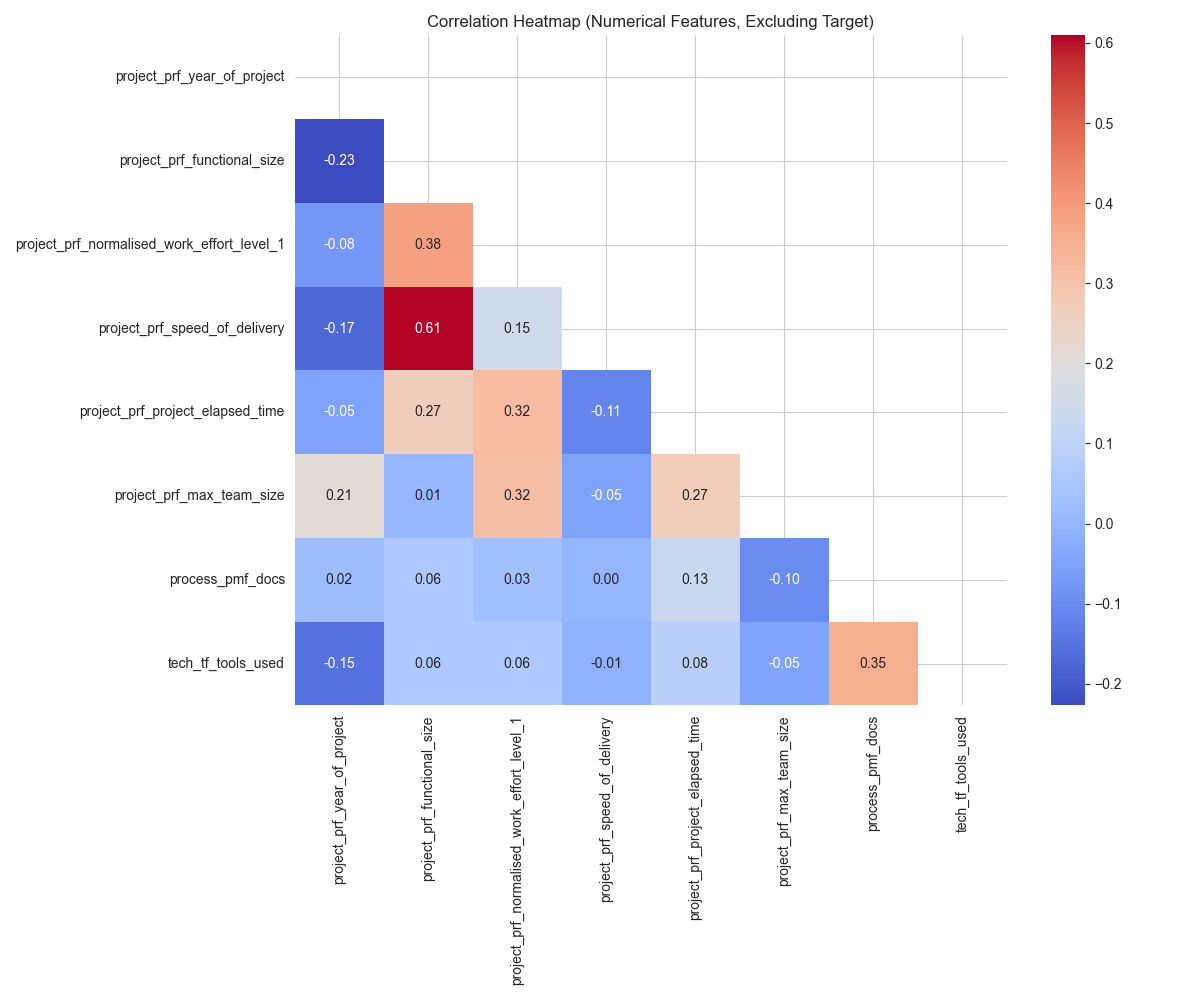 Correlation Heatmap (Numerical Features, Excluding Target)
project_prf_year_of_project
project_prf_functional_size -0.23
project_prf_normalised_work_effort_level_1 -0.08 0.38
project_prf_speed_of_delivery -0.17 0.61 0.15
project_prf_project_elapsed_time -0.05 0.27 0.32 -0.11
project_prf_max_team_size 0.21 0.01 0.32 -0.05 0.27
process_pmf_docs 0.02 0.06 0.03 0.00 0.13 -0.10
tech_tf_tools_used -0.15 0.06 0.06 -0.01 0.08 -0.05 0.35
project_prf_year_of_project
project_prf_functional_size
project_prf_normalised_work_effort_level_1
project_prf_speed_of_delivery
project_prf_project_elapsed_time
project_prf_max_team_size
process_pmf_docs
tech_tf_tools_used
0.6
0.5
0.4
0.3
0.2
0.1
0.0
−0.1
−0.2